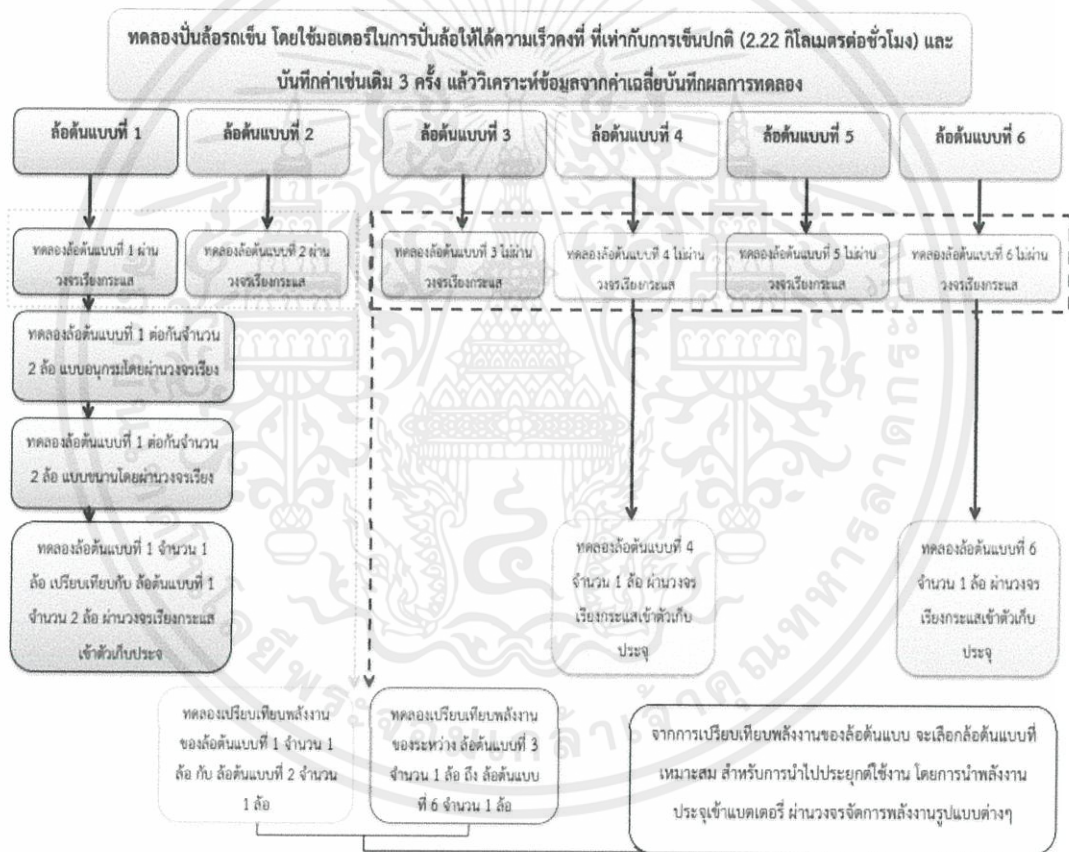 ทดลองปั่นล้อรถเข็น โดยใช้มอเตอร์ในการปั่นล้อให้ได้ความเร็วคงที่ ที่เท่ากับการเข็นปกติ (2.22 กิโลเมตรต่อชั่วโมง) และ
บันทึกค่าเช่นเดิม 3 ครั้ง แล้ววิเคราะห์ข้อมูลจากค่าเฉลี่ยบันทึกผลการทดลอง
ล้อต้นแบบที่ 1
ล้อต้นแบบที่ 2
ล้อต้นแบบที่ 3
ล้อต้นแบบที่ 4
ล้อต้นแบบที่ 5
ล้อต้นแบบที่ 6
ทดลองล้อต้นแบบที่ 1 ผ่าน
วงจรเรียงกระแส
ทดลองล้อต้นแบบที่ 2 ผ่าน
วงจรเรียงกระแส
ทดลองล้อต้นแบบที่ 3 ไม่ผ่าน
วงจรเรียงกระแส
ทดลองล้อต้นแบบที่ 4 ไม่ผ่าน
วงจรเรียงกระแส
ทดลองล้อต้นแบบที่ 5 ไม่ผ่าน
วงจรเรียงกระแส
ทดลองล้อต้นแบบที่ 6 ไม่ผ่าน
วงจรเรียงกระแส
ทดลองล้อต้นแบบที่ 1 ต่อกันจำนวน
2 ล้อ แบบอนุกรมโดยผ่านวงจรเรียง
ทดลองล้อต้นแบบที่ 1 ต่อกันจำนวน
2 ล้อ แบบขนานโดยผ่านวงจรเรียง
ทดลองล้อต้นแบบที่ 1 จำนวน 1
ล้อ เปรียบเทียบกับ ล้อต้นแบบที่ 1
จำนวน 2 ล้อ ผ่านวงจรเรียงกระแส
เข้าตัวเก็บประจุ
ทดลองล้อต้นแบบที่ 4
จำนวน 1 ล้อ ผ่านวงจร
เรียงกระแสเข้าตัวเก็บ
ประจุ
ทดลองล้อต้นแบบที่ 6
จำนวน 1 ล้อ ผ่านวงจร
เรียงกระแสเข้าตัวเก็บ
ประจุ
ทดลองเปรียบเทียบพลังงาน
ของล้อต้นแบบที่ 1 จำนวน 1
ล้อ กับ ล้อต้นแบบที่ 2 จำนวน
1 ล้อ
ทดลองเปรียบเทียบพลังงาน
ของระหว่าง ล้อต้นแบบที่ 3
จำนวน 1 ล้อ ถึง ล้อต้นแบบ
ที่ 6 จำนวน 1 ล้อ
จากการเปรียบเทียบพลังงานของล้อต้นแบบ จะเลือกล้อต้นแบบที่
เหมาะสม สำหรับการนำไปประยุกต์ใช้งาน โดยการนำพลังงาน
ประจุเข้าแบตเตอรี่ ผ่านวงจรจัดการพลังงานรูปแบบต่างๆ
สถาบันเทคโนโลยีพระจอมเกล้าเจ้าคุณทหารลาดกระบัง